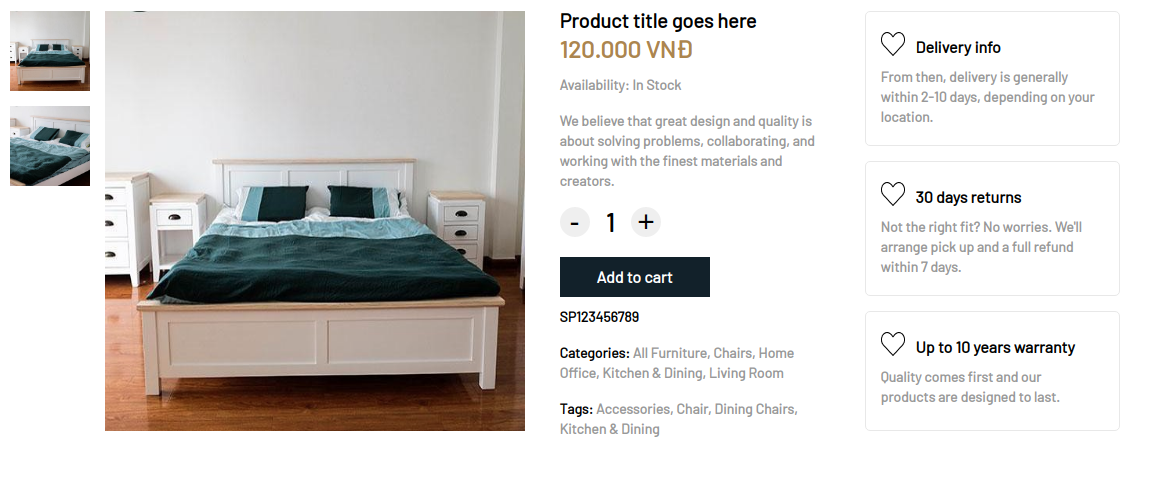 Product title goes here
120.000 VNĐ
Availability: In Stock
We believe that great design and quality is
about solving problems, collaborating, and
working with the finest materials and
creators.
- 1 +
Add to cart
SP123456789
Categories: All Furniture, Chairs, Home
Office, Kitchen & Dining, Living Room
Tags: Accessories, Chair, Dining Chairs,
Kitchen & Dining
Delivery info
From then, delivery is generally
within 2-10 days, depending on your
location.
30 days returns
Not the right fit? No worries. We'll
arrange pick up and a full refund
within 7 days.
Up to 10 years warranty
Quality comes first and our
products are designed to last.